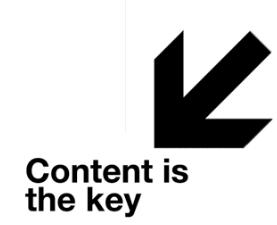 Content is
the key